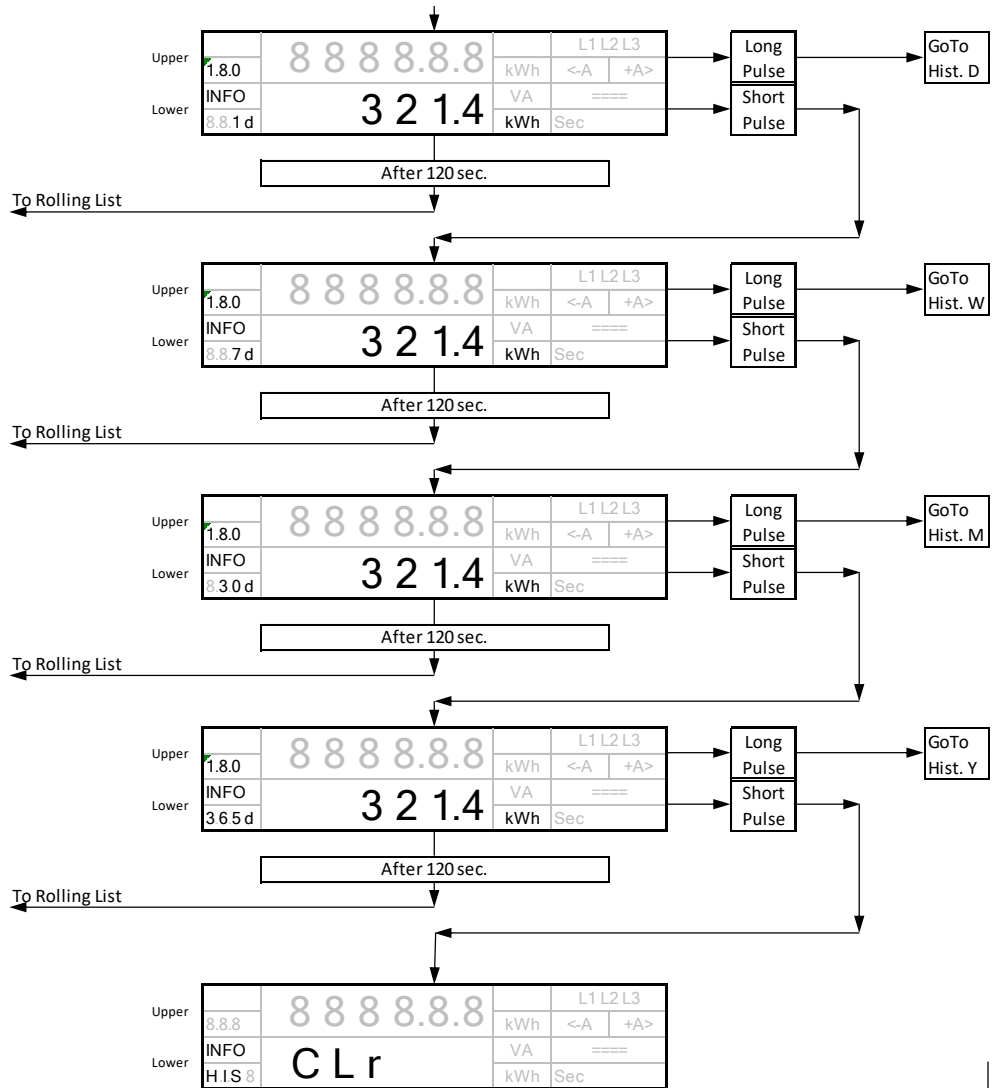 L1 L2 L3
Upper 8 8 8 8.8.8 Long GoTo
1.8.0 kWh <-A +A> Pulse Hist. D
INFO VA ==== Short
Lower 3 2 1.4 Pulse
8.8.1 d kWh Sec
After 120 sec.
To Rolling List
L1 L2 L3
Upper 8 8 8 8.8.8 Long GoTo
1.8.0 kWh <-A +A> Pulse Hist. W
INFO VA ==== Short
Lower 3 2 1.4 Pulse
8.8.7 d kWh Sec
After 120 sec.
To Rolling List
L1 L2 L3
Upper 8 8 8 8.8.8 Long GoTo
1.8.0 kWh <-A +A> Pulse Hist. M
INFO VA ==== Short
Lower 3 2 1.4 Pulse
8.3 0 d kWh Sec
After 120 sec.
To Rolling List
L1 L2 L3
Upper 8 8 8 8.8.8 Long GoTo
1.8.0 kWh <-A +A> Pulse Hist. Y
INFO VA ==== Short
Lower 3 2 1.4 Pulse
3 6 5 d kWh Sec
After 120 sec.
To Rolling List
L1 L2 L3
Upper 8 8 8 8.8.8
8.8.8 kWh <-A +A>
INFO VA ====
Lower C L r
H.I.S 8 kWh Sec